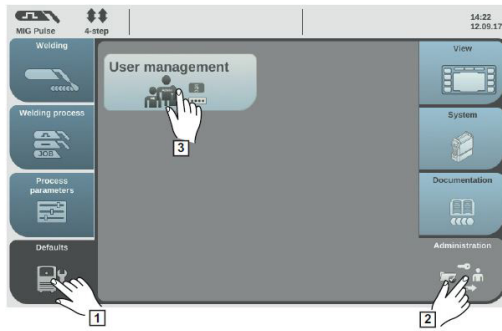 MIG Pulse
4-step
14:22
12.09.17
Welding
Welding process
JOB
Process
parameters
Defaults
User management
View
System
Documentation
Administration
3
1
2